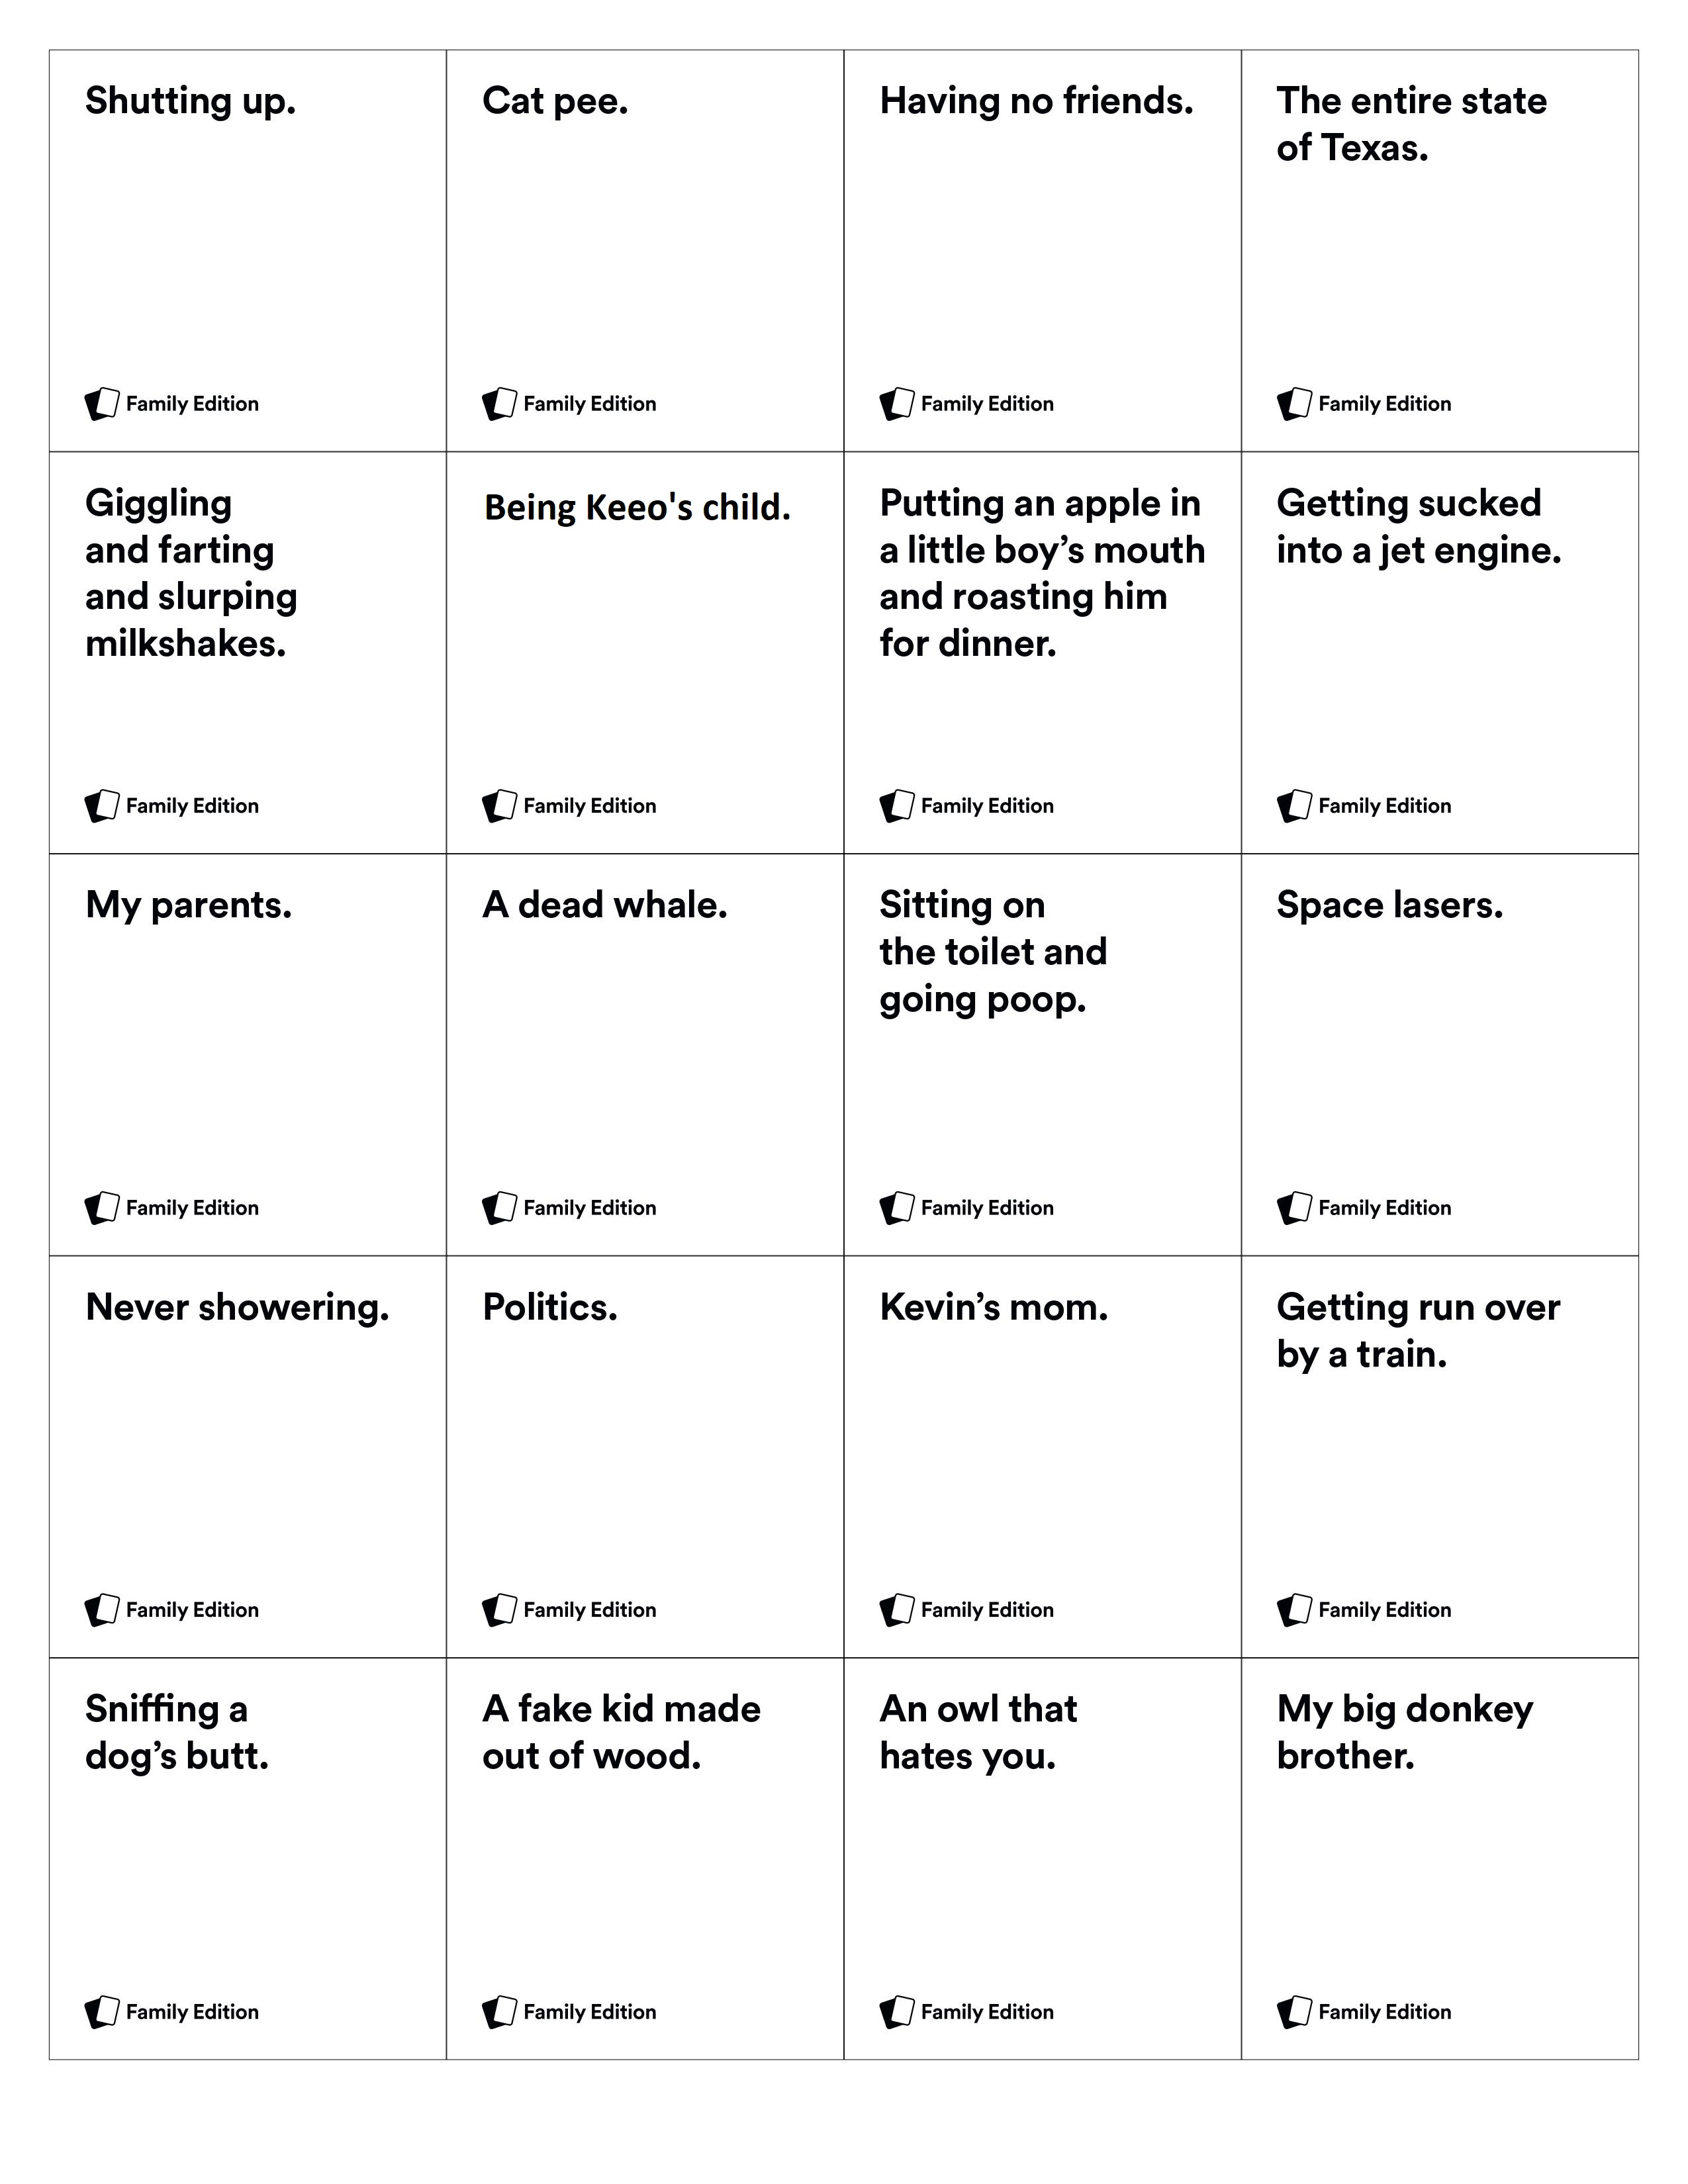 Shutting up.
Family Edition
Cat pee.
Family Edition
Having no friends.
Family Edition
The entire state
of Texas.
Family Edition
Giggling
and farting
and slurping
milkshakes.
Family Edition
Being Keeo's child.
Family Edition
Putting an apple in
a little boy’s mouth
and roasting him
for dinner.
Family Edition
Getting sucked
into a jet engine.
Family Edition
My parents.
Family Edition
A dead whale.
Family Edition
Sitting on
the toilet and
going poop.
Family Edition
Space lasers.
Family Edition
Never showering.
Family Edition
Politics.
Family Edition
Kevin’s mom.
Family Edition
Getting run over
by a train.
Family Edition
Sniffing a
dog’s butt.
Family Edition
A fake kid made
out of wood.
Family Edition
An owl that
hates you.
Family Edition
My big donkey
brother.
Family Edition